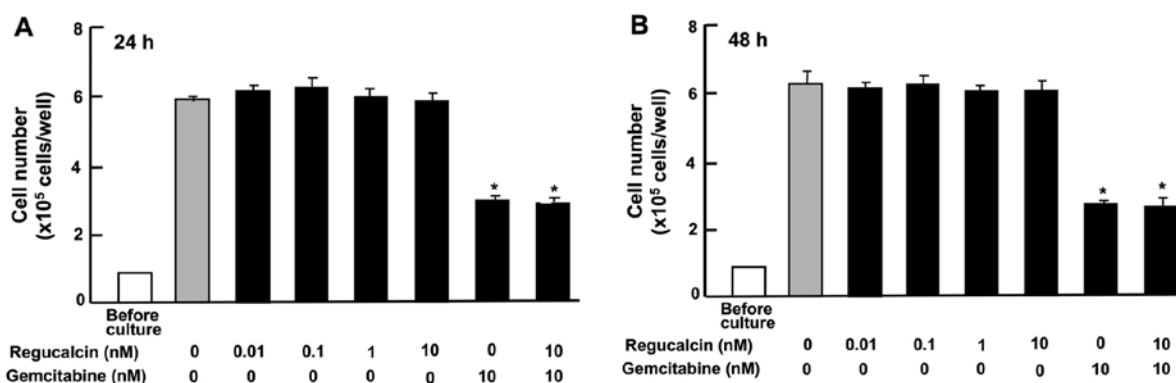 A
24 h
Cell number
(x10⁵ cells/well)
8
6
4
2
0
Before
culture
Regucalcin (nM) 0 0.01 0.1 1 10 0 10
Gemcitabine (nM) 0 0 0 0 0 10 10
* *
B
48 h
Cell number
(x10⁵ cells/well)
8
6
4
2
0
Before
culture
Regucalcin (nM) 0 0.01 0.1 1 10 0 10
Gemcitabine (nM) 0 0 0 0 0 10 10
* *